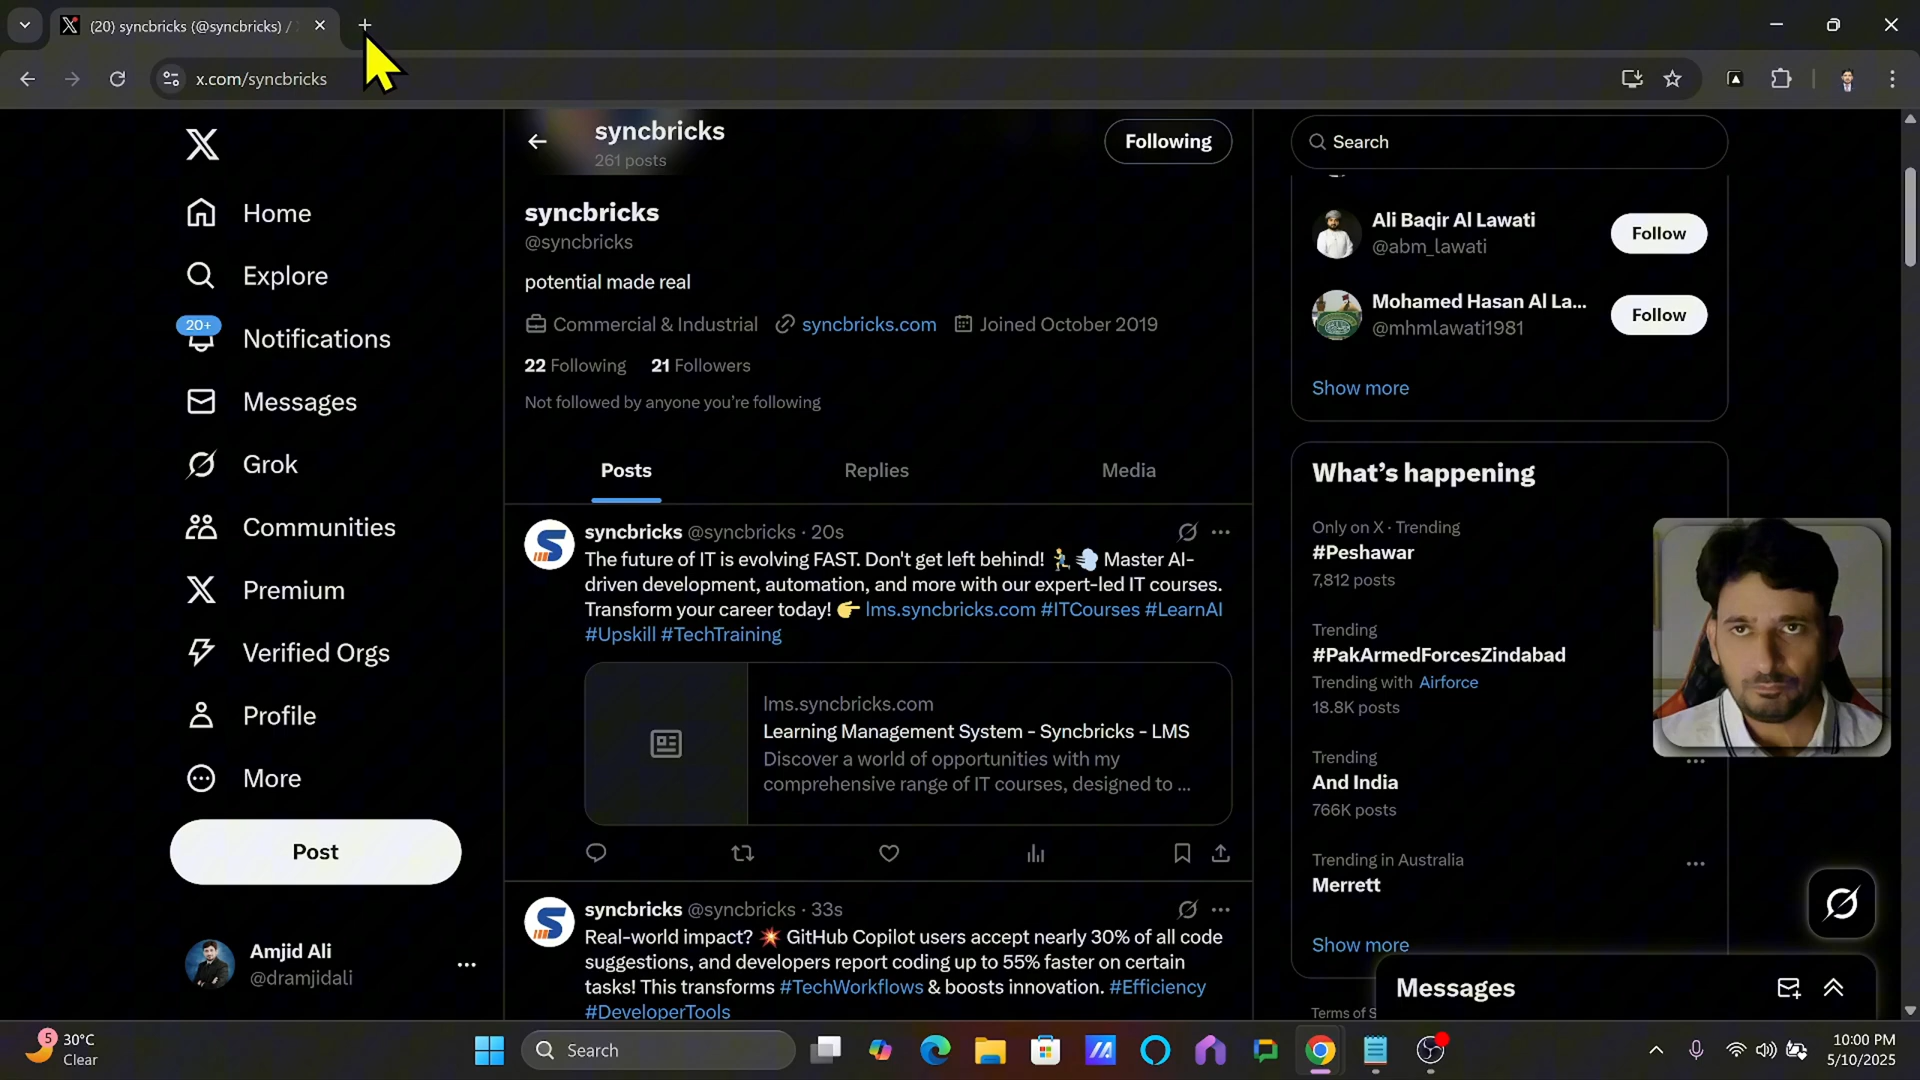 (20) syncbricks (@syncbricks) /
x.com/syncbricks
Home
Explore
20+
Notifications
Messages
Grok
Communities
Premium
Verified Orgs
Profile
More
Post
Amjid Ali
@dramjidali
syncbricks
261 posts
Following
syncbricks
@syncbricks
potential made real
Commercial & Industrial syncbricks.com Joined October 2019
22 Following 21 Followers
Not followed by anyone you're following
Posts Replies Media
syncbricks @syncbricks · 20s
The future of IT is evolving FAST. Don't get left behind! 🏃‍♂️💨 Master AI-
driven development, automation, and more with our expert-led IT courses.
Transform your career today! 👉 lms.syncbricks.com #ITCourses #LearnAI
#Upskill #TechTraining
lms.syncbricks.com
Learning Management System - Syncbricks - LMS
Discover a world of opportunities with my
comprehensive range of IT courses, designed to ...
syncbricks @syncbricks · 33s
Real-world impact? 💥 GitHub Copilot users accept nearly 30% of all code
suggestions, and developers report coding up to 55% faster on certain
tasks! This transforms #TechWorkflows & boosts innovation. #Efficiency
#DeveloperTools
Search
Ali Baqir Al Lawati
@abm_lawati
Follow
Mohamed Hasan Al La...
@mhmlawati1981
Follow
Show more
What's happening
Only on X · Trending
#Peshawar
7,812 posts
Trending
#PakArmedForcesZindabad
Trending with Airforce
18.8K posts
Trending
And India
766K posts
Trending in Australia
Merrett
Show more
Terms of S
Messages
5
30°C
Clear
Search
10:00 PM
5/10/2025